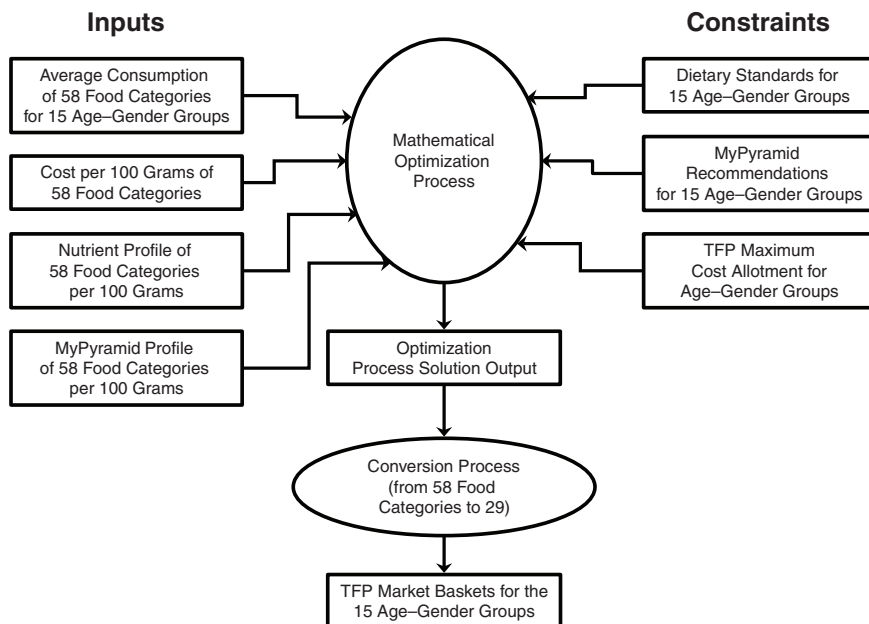 Inputs
Constraints
Average Consumption
of 58 Food Categories
for 15 Age–Gender Groups
Cost per 100 Grams of
58 Food Categories
Nutrient Profile of
58 Food Categories
per 100 Grams
MyPyramid Profile
of 58 Food Categories
per 100 Grams
Mathematical
Optimization
Process
Dietary Standards for
15 Age–Gender Groups
MyPyramid
Recommendations
for 15 Age–Gender Groups
TFP Maximum
Cost Allotment for
Age–Gender Groups
Optimization
Process Solution Output
Conversion Process
(from 58 Food
Categories to 29)
TFP Market Baskets for the
15 Age–Gender Groups